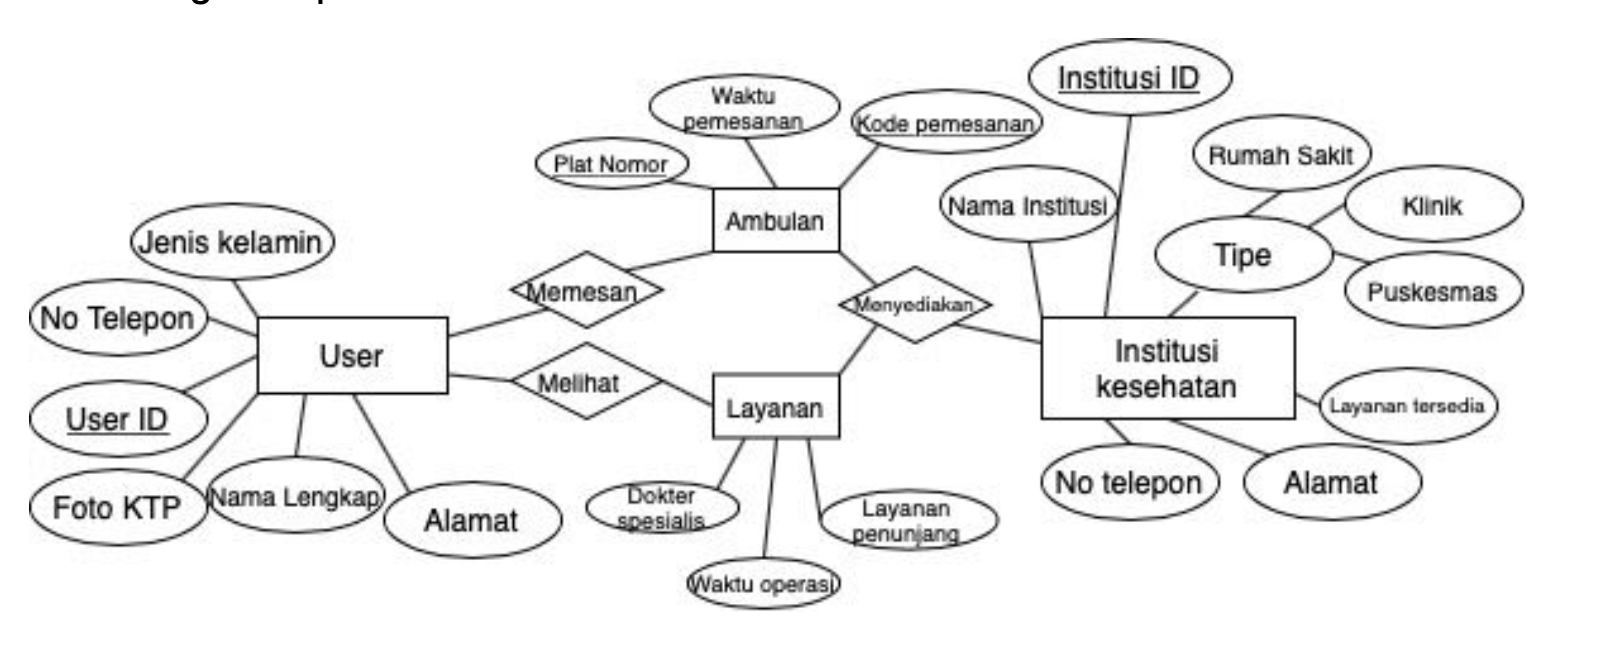 Institusi ID
Waktu
pemesanan
Kode pemesanan
Plat Nomor
Rumah Sakit
Nama Institusi
Klinik
Ambulan
Jenis kelamin
Tipe
Puskesmas
Memesan
Menyediakan
No Telepon
User
Institusi
kesehatan
Melihat
Layanan
Layanan tersedia
User ID
No telepon
Alamat
Foto KTP
Nama Lengkap
Alamat
Dokter
spesialis
Layanan
penunjang
Waktu operasi